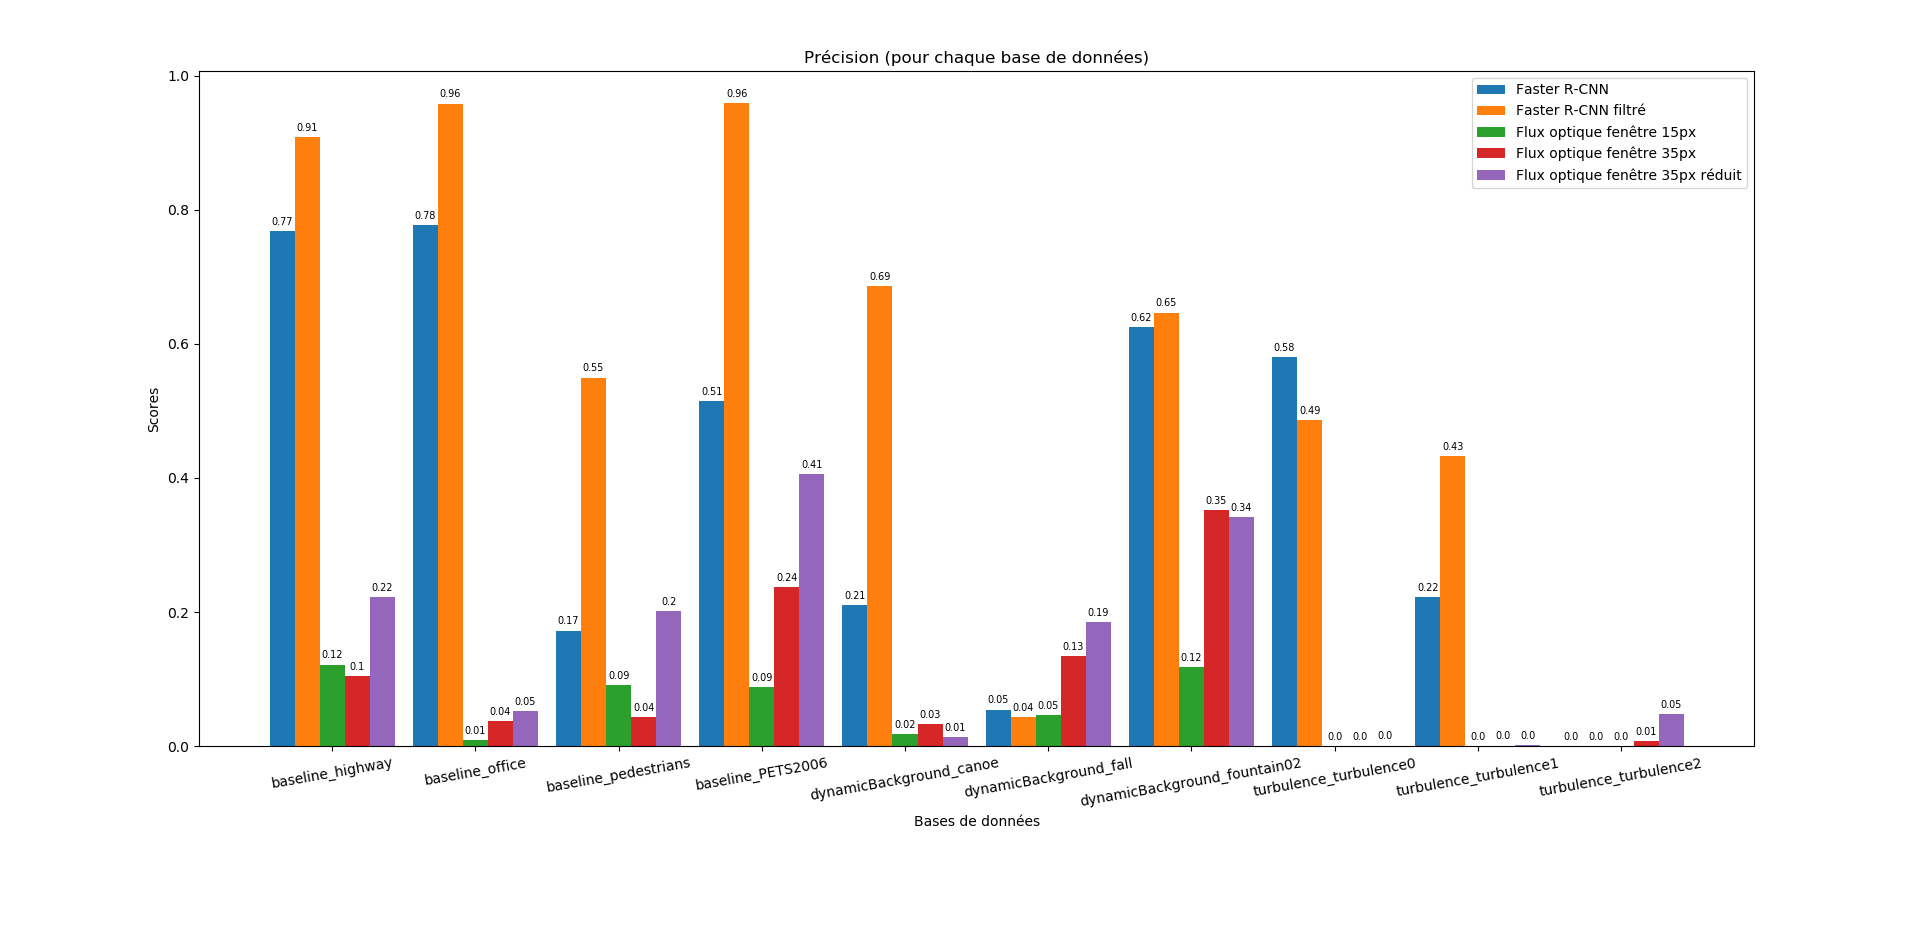 Précision (pour chaque base de données)
Faster R-CNN
Faster R-CNN filtré
Flux optique fenêtre 15px
Flux optique fenêtre 35px
Flux optique fenêtre 35px réduit
Scores
1.0
0.8
0.6
0.4
0.2
0.0
0.77 0.91 0.12 0.1 0.22
0.78 0.96 0.01 0.04 0.05
0.17 0.55 0.09 0.04 0.2
0.51 0.96 0.09 0.24 0.41
0.21 0.69 0.02 0.03 0.01
0.05 0.04 0.05 0.13 0.19
0.62 0.65 0.12 0.35 0.34
0.58 0.49 0.0 0.0 0.0
0.22 0.43 0.0 0.0 0.0
0.0 0.0 0.0 0.01 0.05
baseline_highway
baseline_office
baseline_pedestrians
baseline_PETS2006
dynamicBackground_canoe
dynamicBackground_fall
dynamicBackground_fountain02
turbulence_turbulence0
turbulence_turbulence1
turbulence_turbulence2
Bases de données